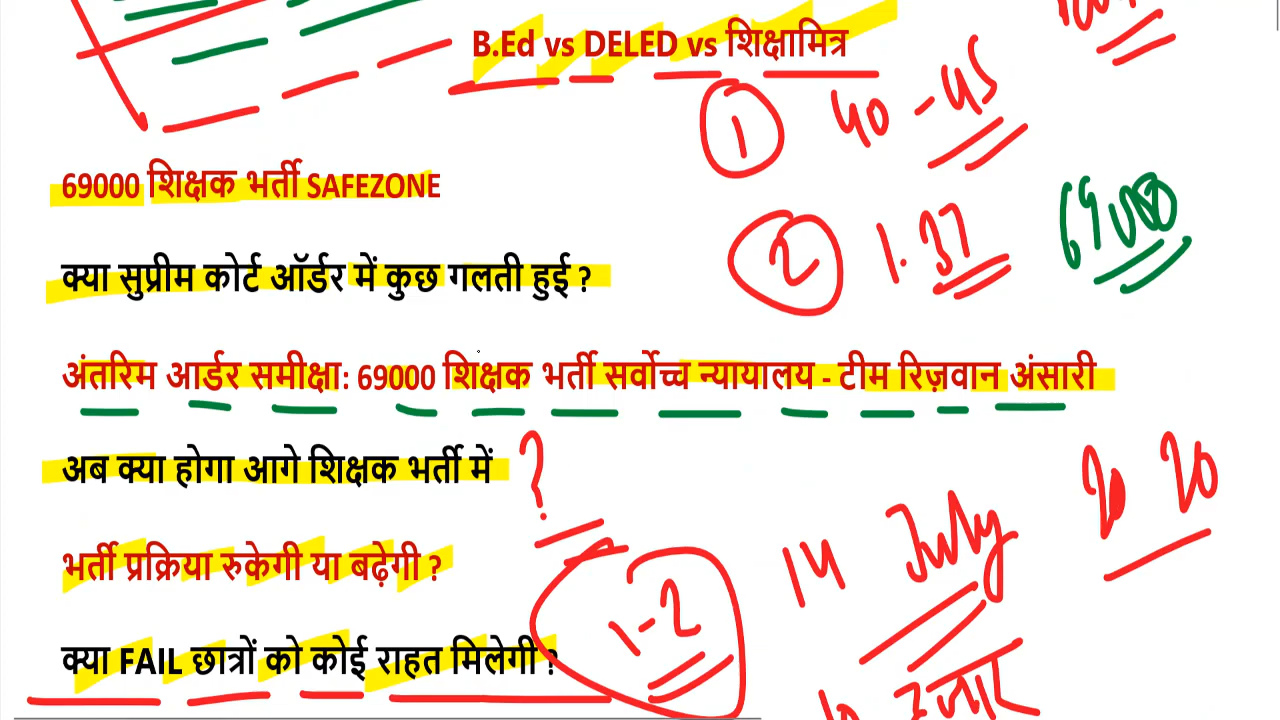 B.Ed vs DELED vs शिक्षामित्र
1 40-45
69000 शिक्षक भर्ती SAFEZONE
2 1.37 69000
क्या सुप्रीम कोर्ट ऑर्डर में कुछ गलती हुई ?
अंतरिम आर्डर समीक्षा: 69000 शिक्षक भर्ती सर्वोच्च न्यायालय - टीम रिज़वान अंसारी
अब क्या होगा आगे शिक्षक भर्ती में ?
14 July 2020
भर्ती प्रक्रिया रुकेगी या बढ़ेगी ?
1-2
क्या FAIL छात्रों को कोई राहत मिलेगी ?
हजार